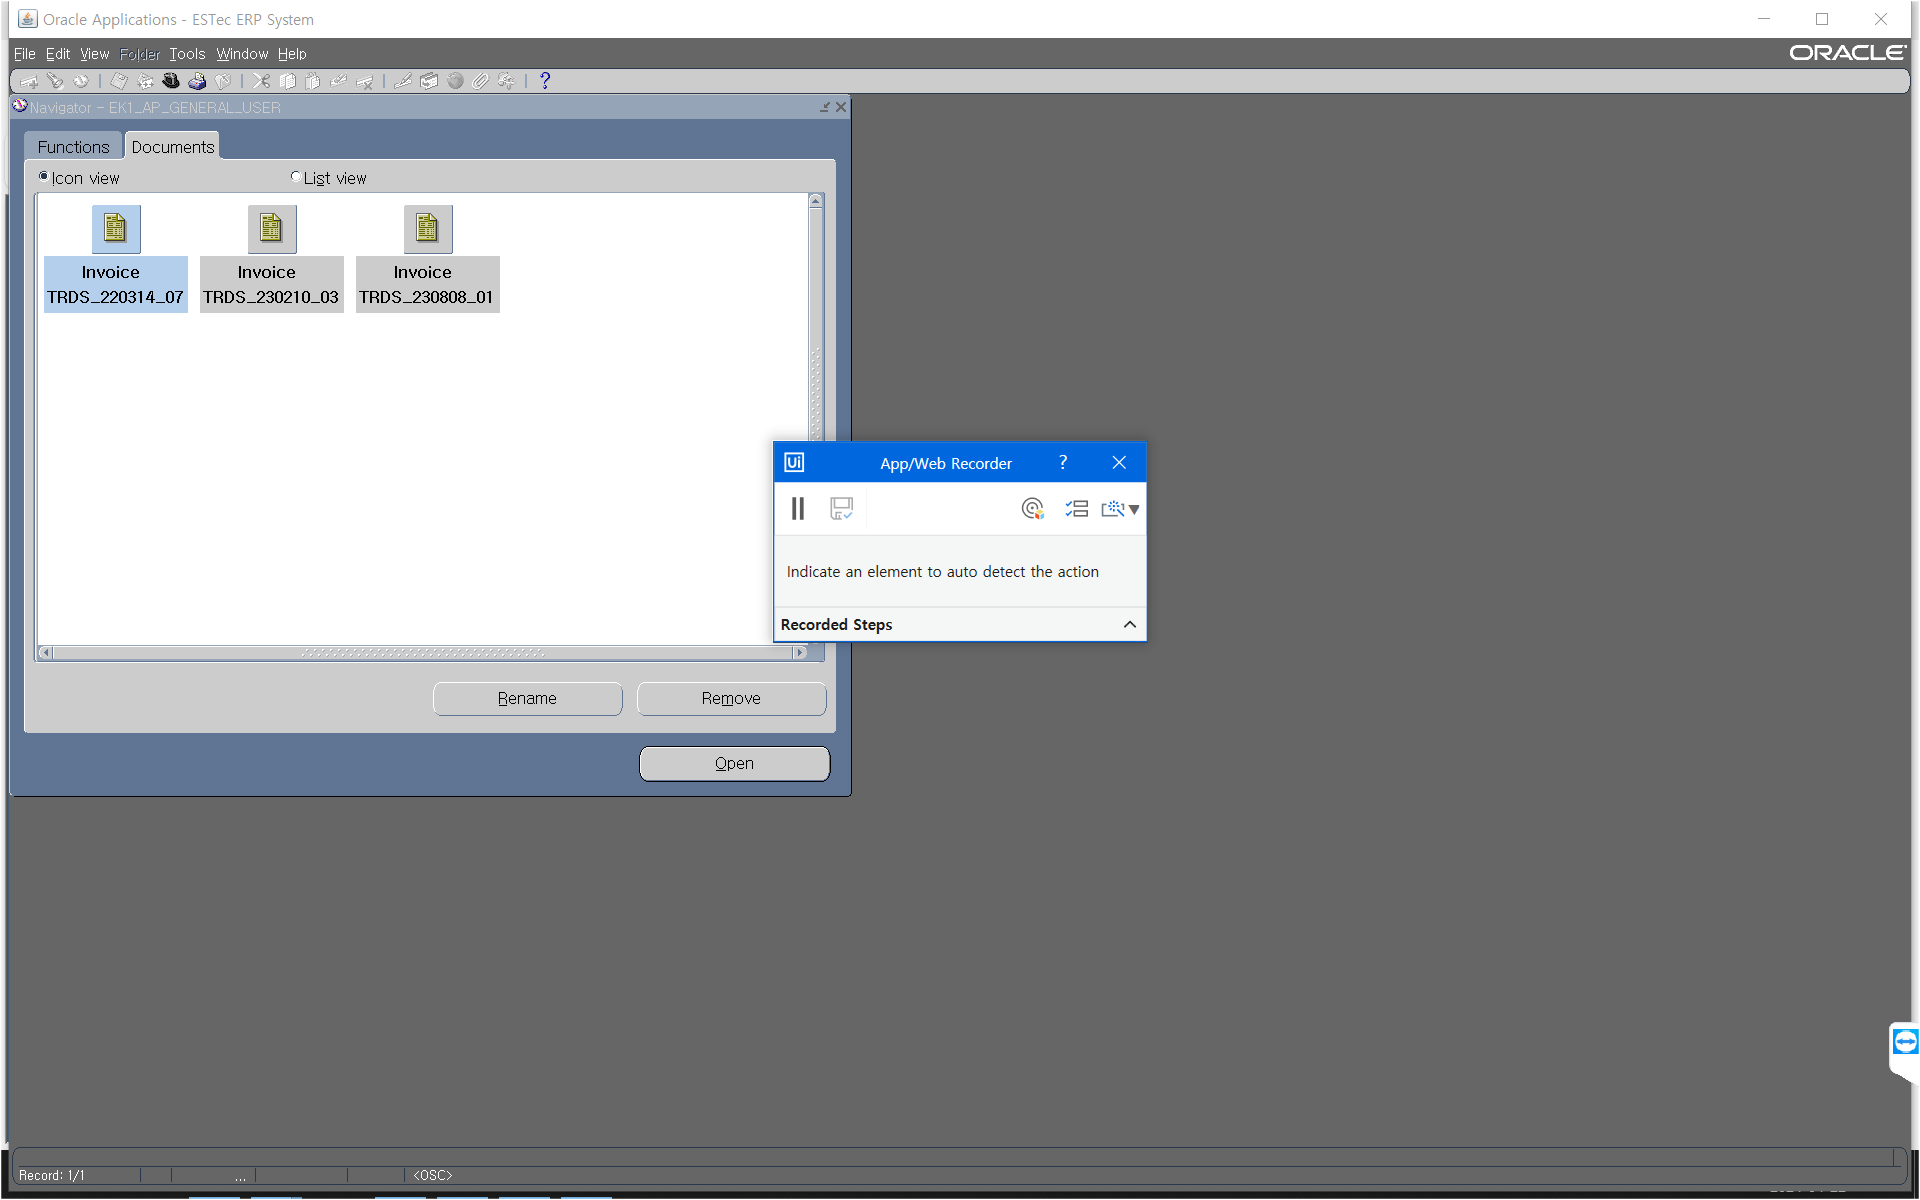 Oracle Applications - ESTec ERP System
File Edit View Folder Tools Window Help
ORACLE
?
Navigator - EK1_AP_GENERAL_USER
Functions Documents
Icon view List view
Invoice Invoice Invoice
TRDS_220314_07 TRDS_230210_03 TRDS_230808_01
Ui App/Web Recorder ?
Indicate an element to auto detect the action
Recorded Steps
Rename Remove
Open
Record: 1/1 ... <OSC>